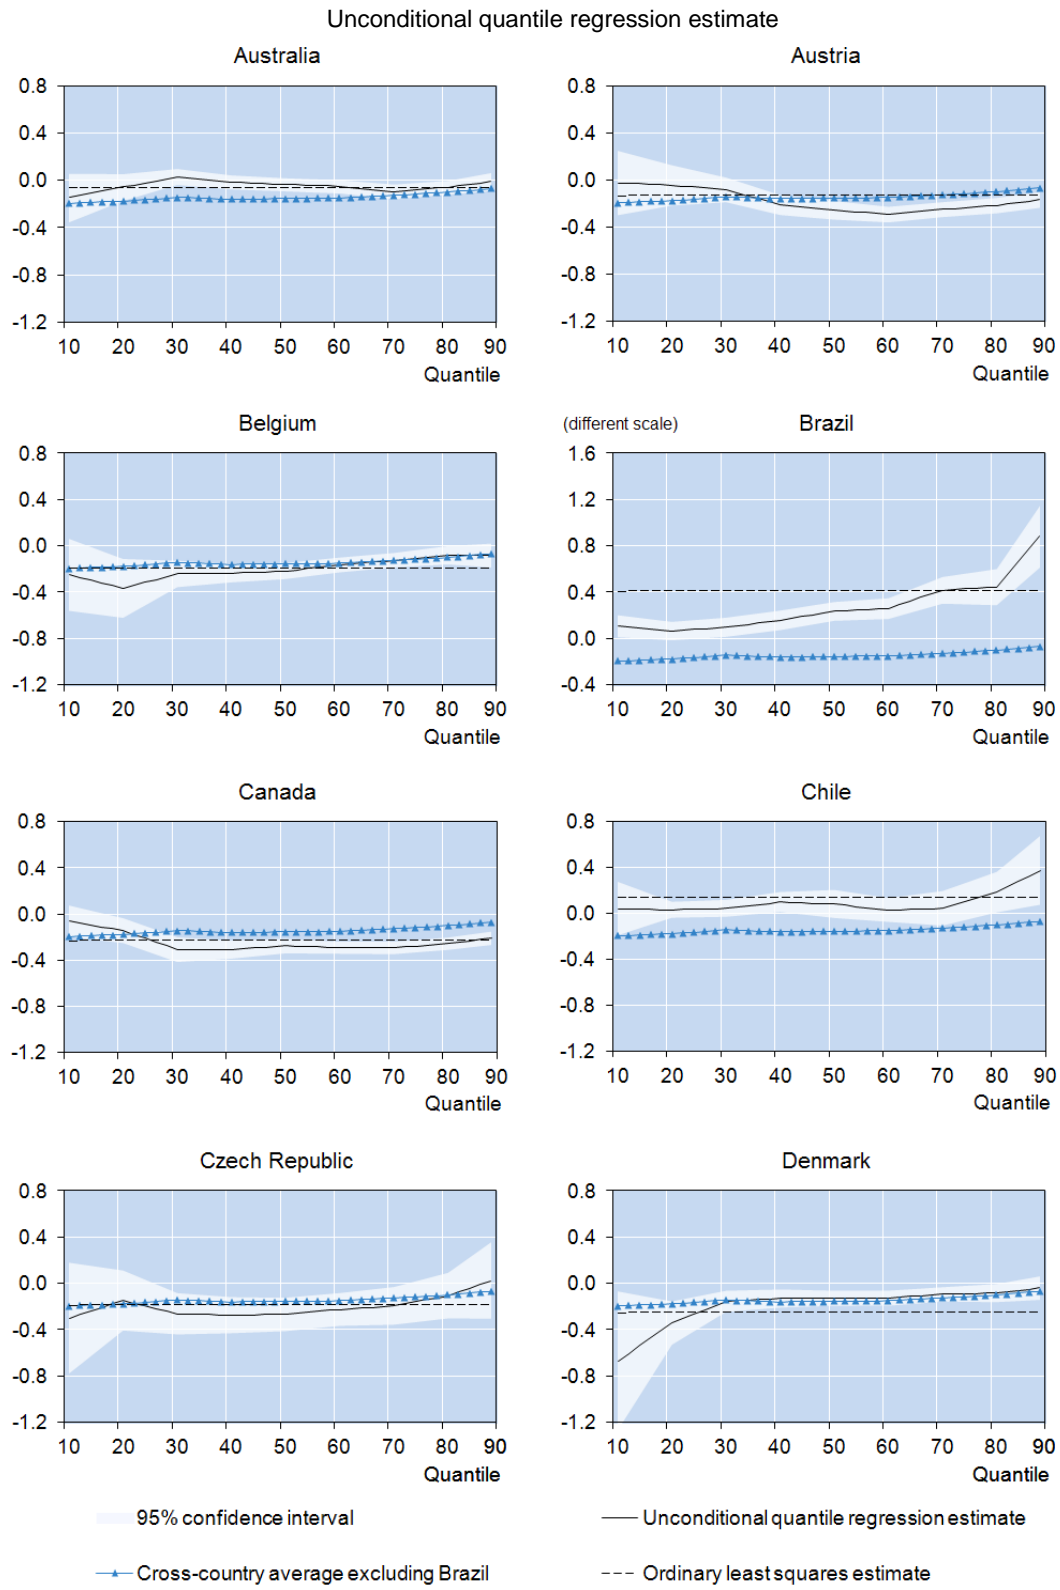 Unconditional quantile regression estimate
Australia
Austria
0.8
0.4
0.0
-0.4
-0.8
-1.2
10 20 30 40 50 60 70 80 90
Quantile
0.8
0.4
0.0
-0.4
-0.8
-1.2
10 20 30 40 50 60 70 80 90
Quantile
Belgium
(different scale) Brazil
0.8
0.4
0.0
-0.4
-0.8
-1.2
10 20 30 40 50 60 70 80 90
Quantile
1.6
1.2
0.8
0.4
0.0
-0.4
10 20 30 40 50 60 70 80 90
Quantile
Canada
Chile
0.8
0.4
0.0
-0.4
-0.8
-1.2
10 20 30 40 50 60 70 80 90
Quantile
0.8
0.4
0.0
-0.4
-0.8
-1.2
10 20 30 40 50 60 70 80 90
Quantile
Czech Republic
Denmark
0.8
0.4
0.0
-0.4
-0.8
-1.2
10 20 30 40 50 60 70 80 90
Quantile
0.8
0.4
0.0
-0.4
-0.8
-1.2
10 20 30 40 50 60 70 80 90
Quantile
95% confidence interval
Unconditional quantile regression estimate
Cross-country average excluding Brazil
Ordinary least squares estimate